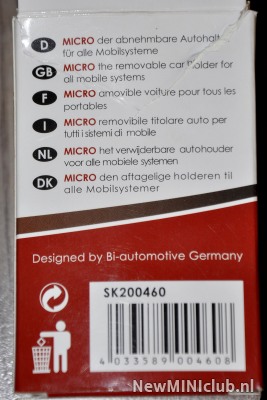 D MICRO der abnehmbare Autohalt
für alle Mobilsysteme
GB MICRO the removable car Holder for
all mobile systems
F MICRO amovible voiture pour tous les
portables
I MICRO removibile titolare auto per
tutti i sistemi di mobile
NL MICRO het verwijderbare autohouder
voor alle mobiele systemen
DK MICRO den aftagelige holderen til
alle Mobilsystemer
Designed by Bi-automotive Germany
SK200460
4 033589 004608
NewMINIclub.nl